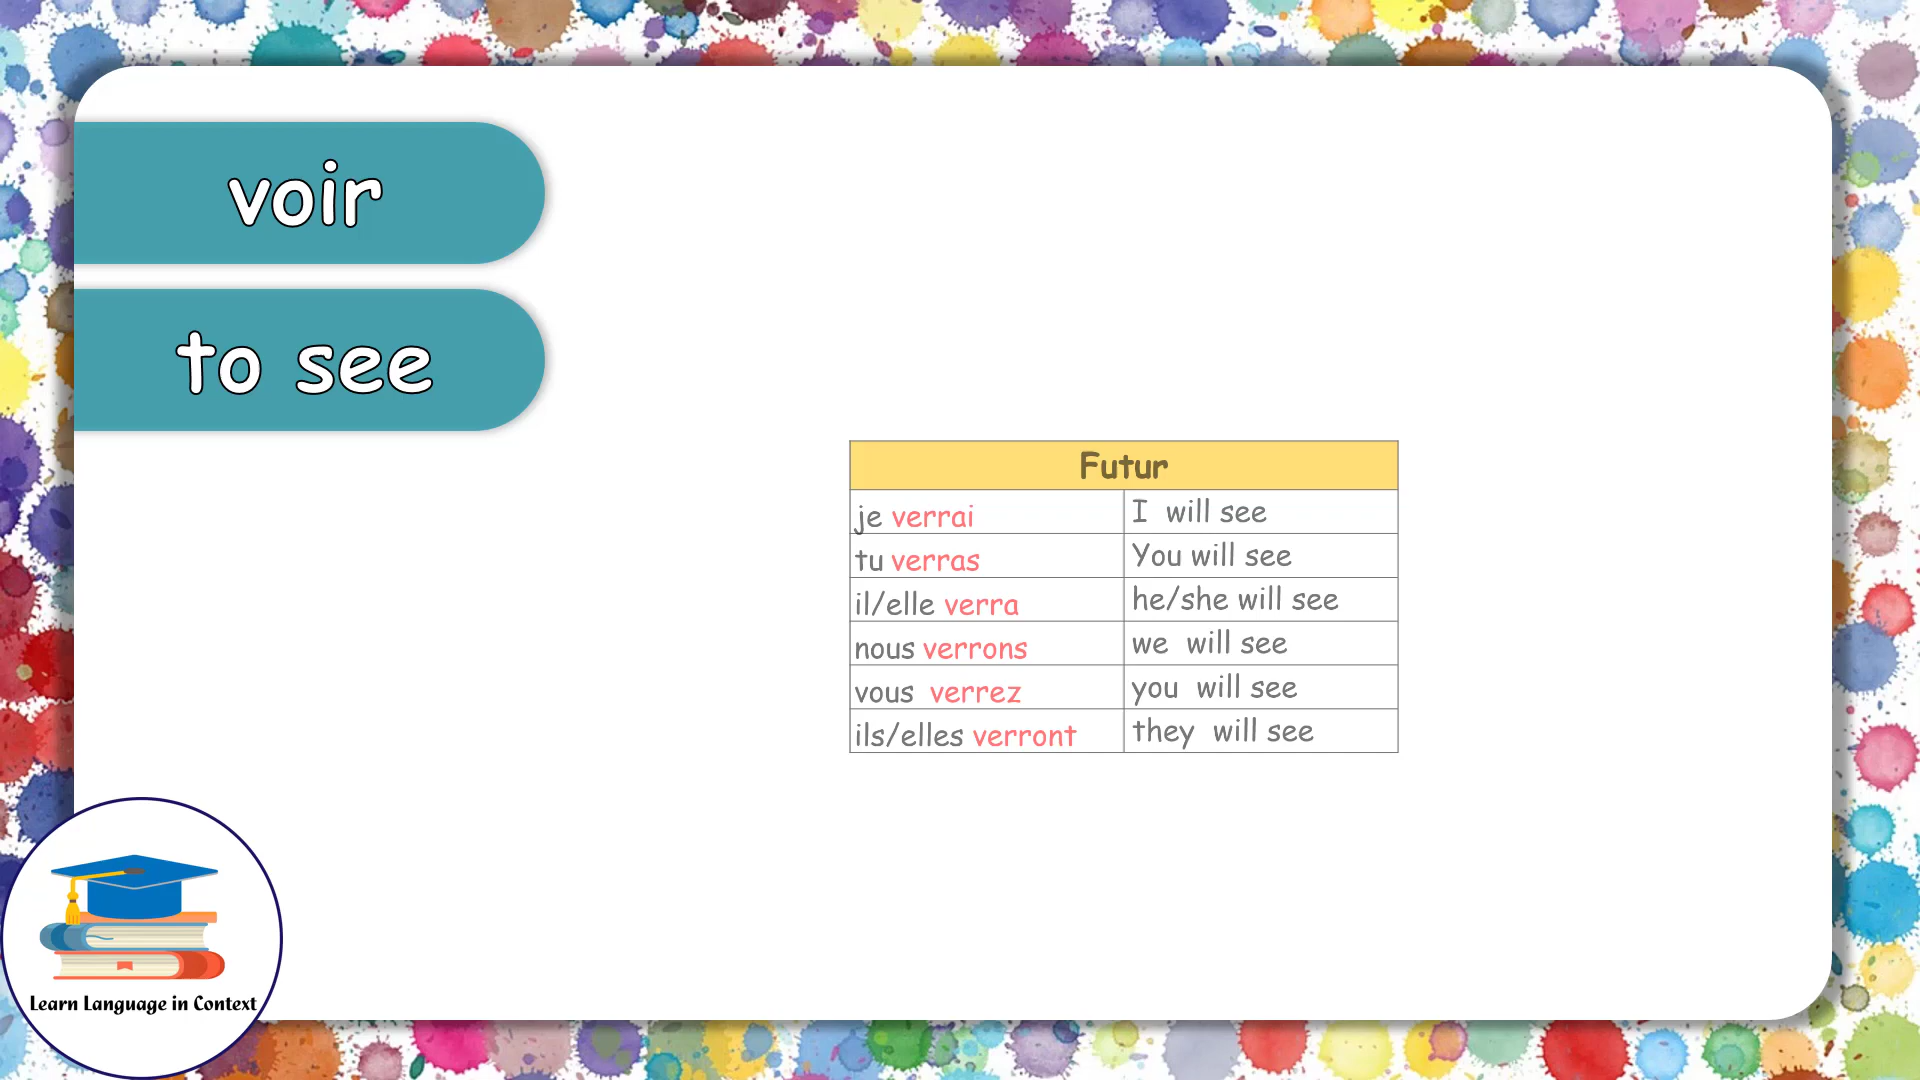 voir
to see
Futur
je verrai I will see
tu verras You will see
il/elle verra he/she will see
nous verrons we will see
vous verrez you will see
ils/elles verront they will see
Learn Language in Context